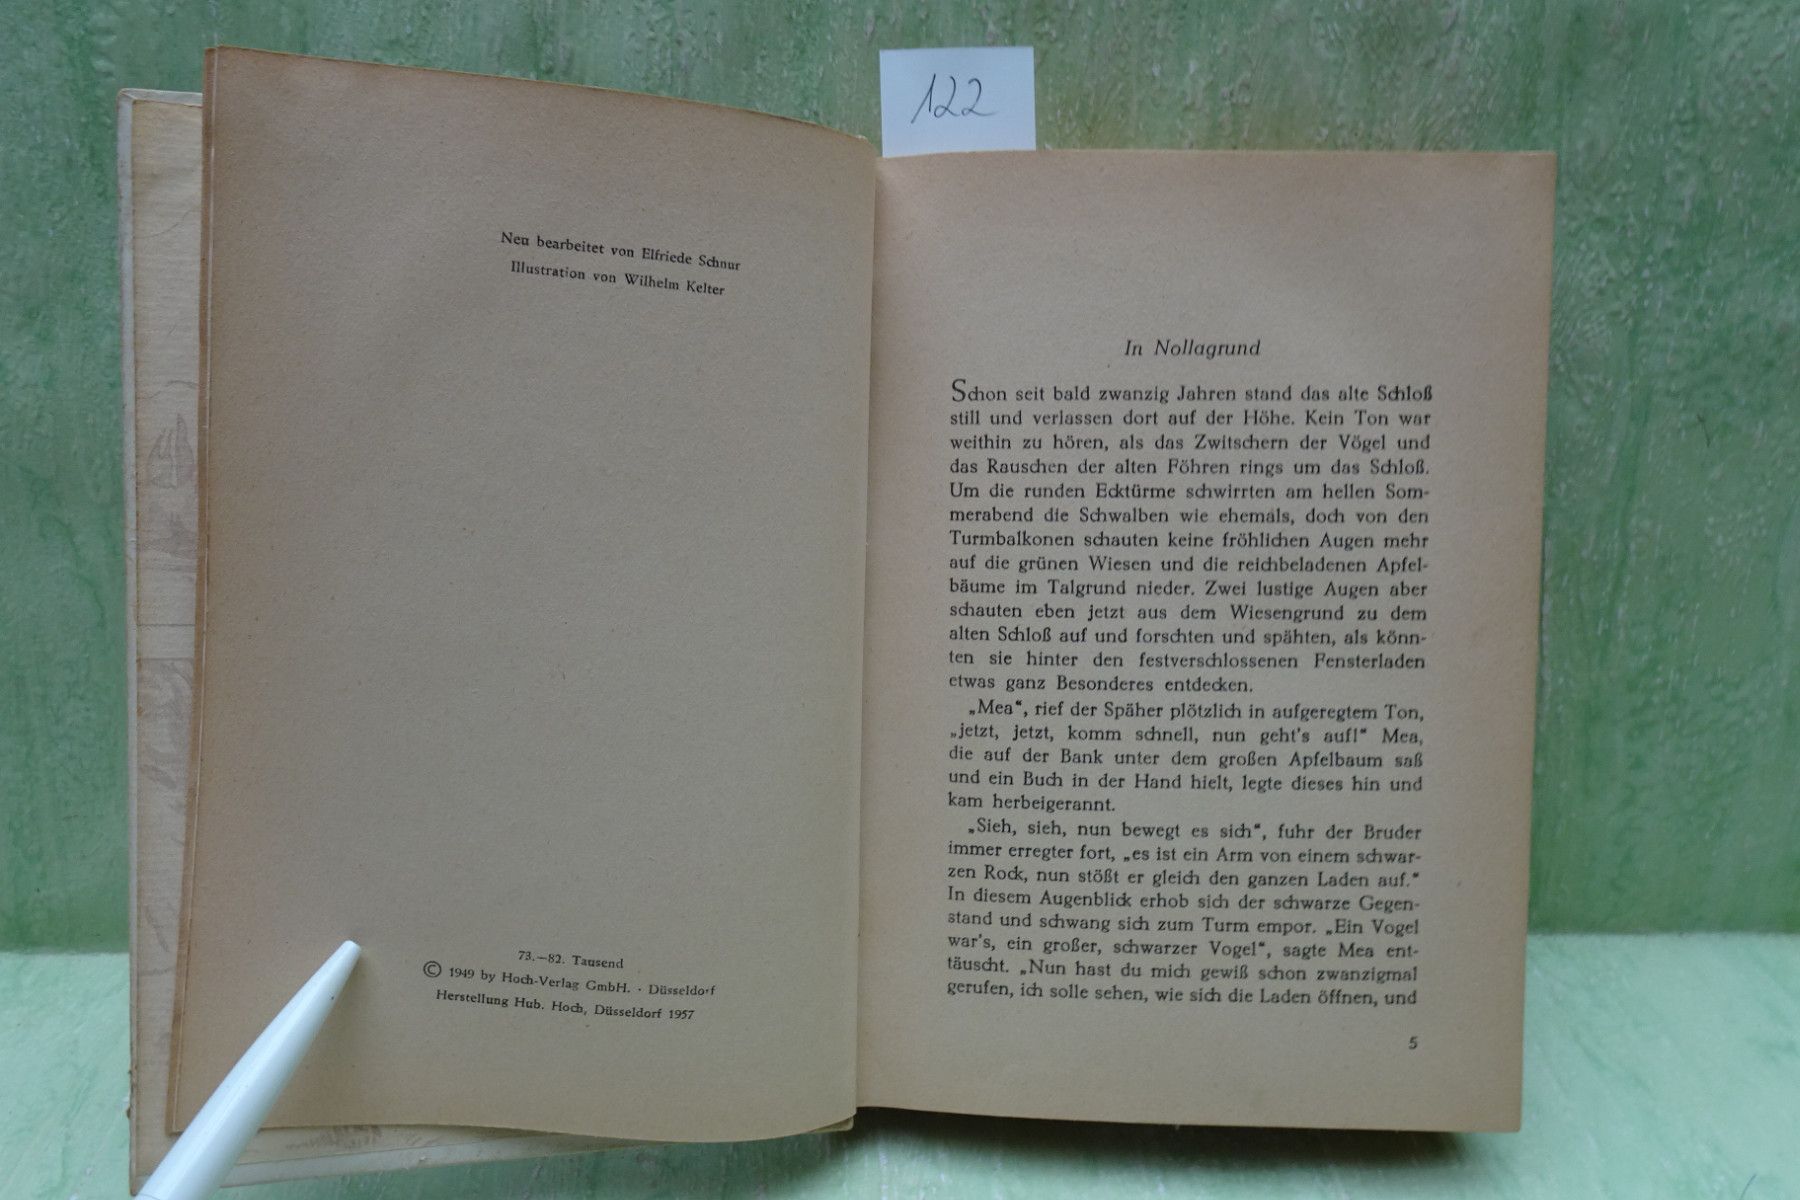 122
Neu bearbeitet von Elfriede Schnur
Illustration von Wilhelm Kelter
73.—82. Tausend
© 1949 by Hoch-Verlag GmbH. · Düsseldorf
Herstellung Hub. Hoch, Düsseldorf 1957
In Nollagrund
Schon seit bald zwanzig Jahren stand das alte Schloß
still und verlassen dort auf der Höhe. Kein Ton war
weithin zu hören, als das Zwitschern der Vögel und
das Rauschen der alten Föhren rings um das Schloß.
Um die runden Ecktürme schwirrten am hellen Som-
merabend die Schwalben wie ehemals, doch von den
Turmbalkonen schauten keine fröhlichen Augen mehr
auf die grünen Wiesen und die reichbeladenen Apfel-
bäume im Talgrund nieder. Zwei lustige Augen aber
schauten eben jetzt aus dem Wiesengrund zu dem
alten Schloß auf und forschten und spähten, als könn-
ten sie hinter den festverschlossenen Fensterladen
etwas ganz Besonderes entdecken.
„Mea“, rief der Späher plötzlich in aufgeregtem Ton,
„jetzt, jetzt, komm schnell, nun geht's auf!“ Mea,
die auf der Bank unter dem großen Apfelbaum saß
und ein Buch in der Hand hielt, legte dieses hin und
kam herbeigerannt.
„Sieh, sieh, nun bewegt es sich“, fuhr der Bruder
immer erregter fort, „es ist ein Arm von einem schwar-
zen Rock, nun stößt er gleich den ganzen Laden auf.“
In diesem Augenblick erhob sich der schwarze Gegen-
stand und schwang sich zum Turm empor. „Ein Vogel
war's, ein großer, schwarzer Vogel“, sagte Mea ent-
täuscht. „Nun hast du mich gewiß schon zwanzigmal
gerufen, ich solle sehen, wie sich die Laden öffnen, und
5